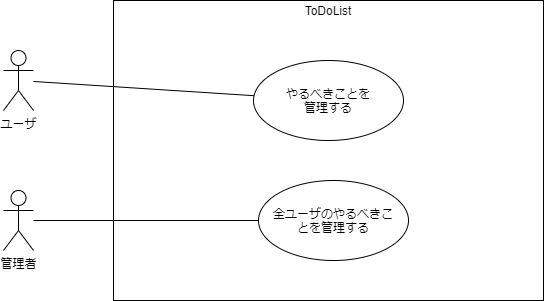 ToDoList
やるべきことを
管理する
ユーザ
全ユーザのやるべきこ
とを管理する
管理者